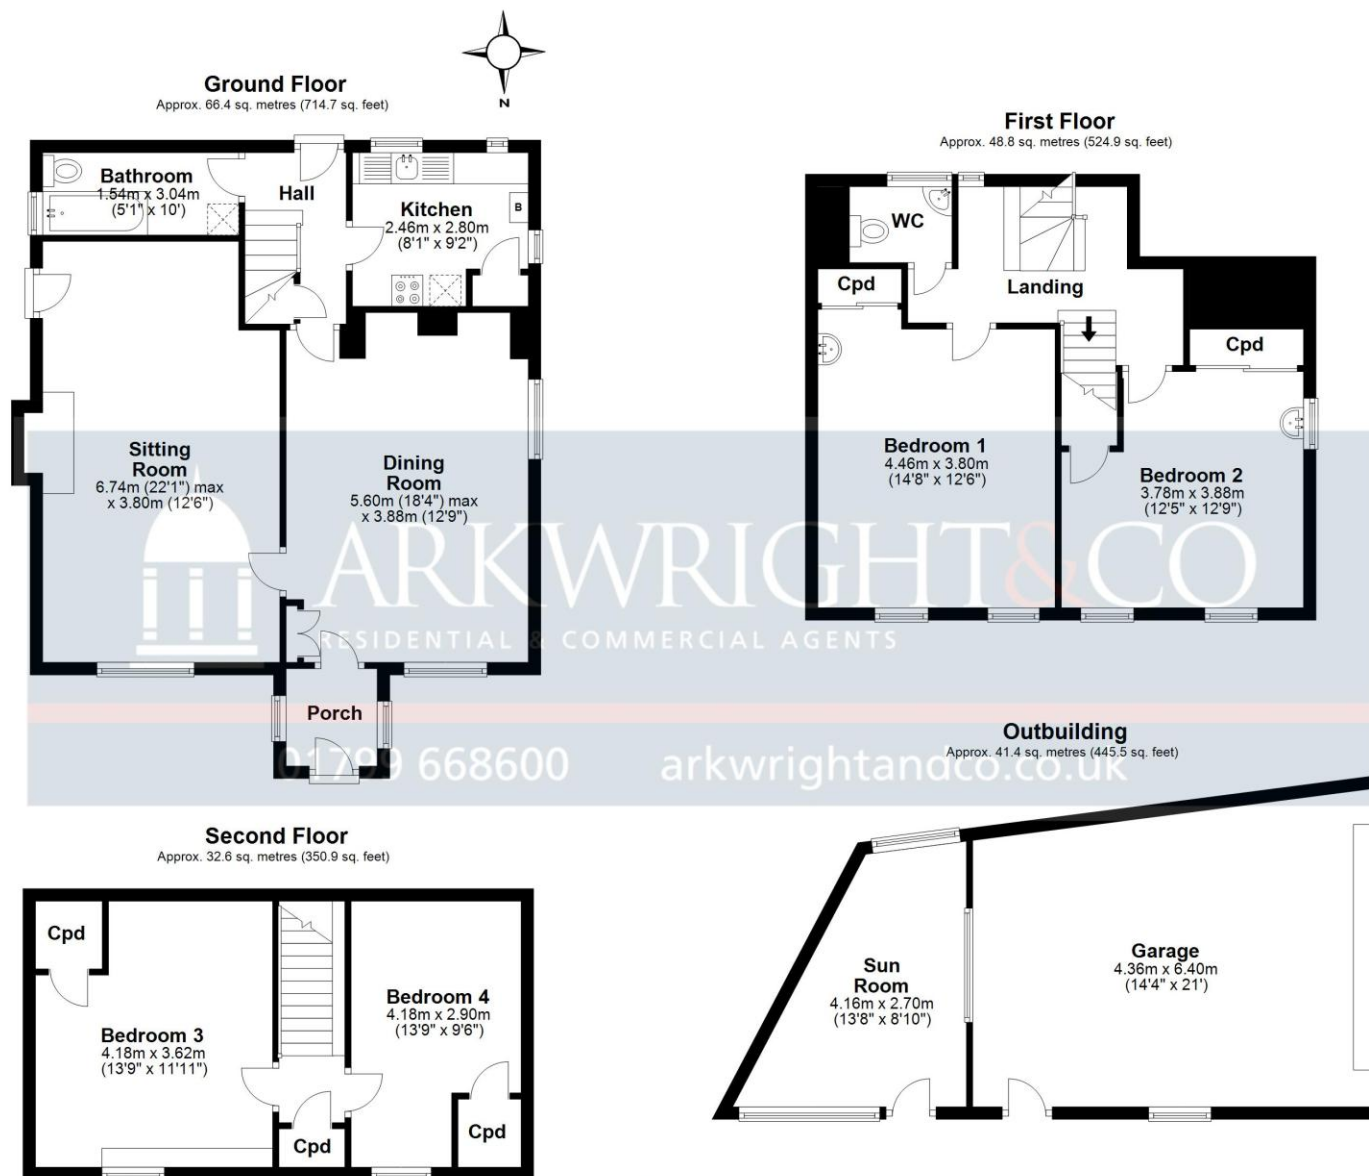 N
Ground Floor
Approx. 66.4 sq. metres (714.7 sq. feet)
Bathroom
1.54m x 3.04m
(5'1" x 10')
Hall
Kitchen
2.46m x 2.80m
(8'1" x 9'2")
B
Sitting
Room
6.74m (22'1") max
x 3.80m (12'6")
Dining
Room
5.60m (18'4") max
x 3.88m (12'9")
Porch
First Floor
Approx. 48.8 sq. metres (524.9 sq. feet)
WC
Cpd
Landing
Cpd
Bedroom 1
4.46m x 3.80m
(14'8" x 12'6")
Bedroom 2
3.78m x 3.88m
(12'5" x 12'9")
ARKWRIGHT&CO
RESIDENTIAL & COMMERCIAL AGENTS
01799 668600
arkwrightandco.co.uk
Second Floor
Approx. 32.6 sq. metres (350.9 sq. feet)
Cpd
Bedroom 3
4.18m x 3.62m
(13'9" x 11'11")
Bedroom 4
4.18m x 2.90m
(13'9" x 9'6")
Cpd
Cpd
Outbuilding
Approx. 41.4 sq. metres (445.5 sq. feet)
Sun
Room
4.16m x 2.70m
(13'8" x 8'10")
Garage
4.36m x 6.40m
(14'4" x 21')